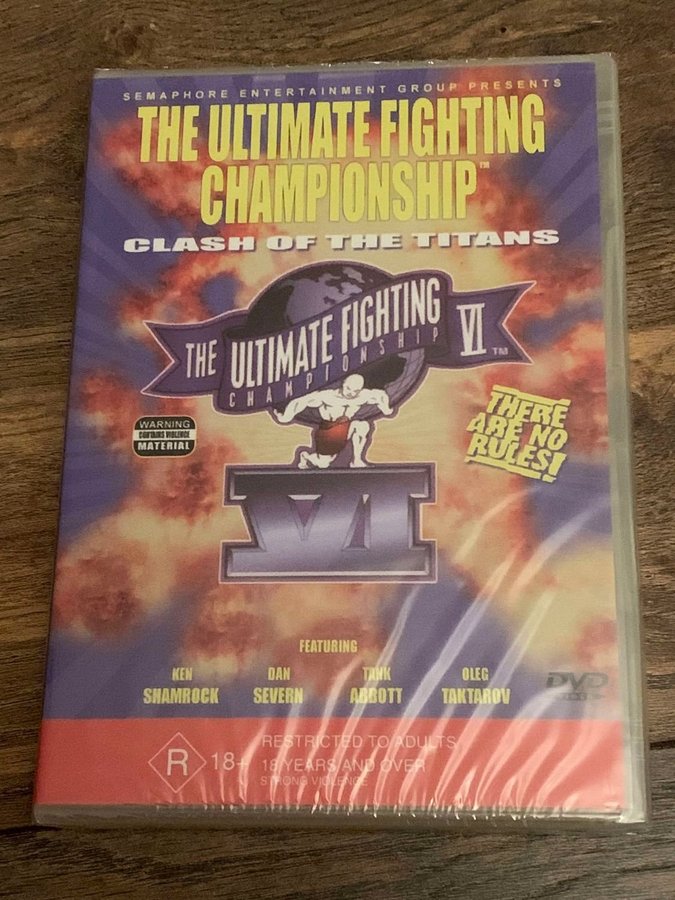 SEMAPHORE ENTERTAINMENT GROUP PRESENTS
THE ULTIMATE FIGHTING
CHAMPIONSHIP™
CLASH OF THE TITANS
THE ULTIMATE FIGHTING VI™
CHAMPIONSHIP
WARNING
CONTAINS VIOLENCE
MATERIAL
THERE
ARE NO
RULES!
VI
FEATURING
KEN
SHAMROCK
DAN
SEVERN
TANK
ABBOTT
OLEG
TAKTAROV
DVD
R 18+
RESTRICTED TO ADULTS
18 YEARS AND OVER
STRONG VIOLENCE